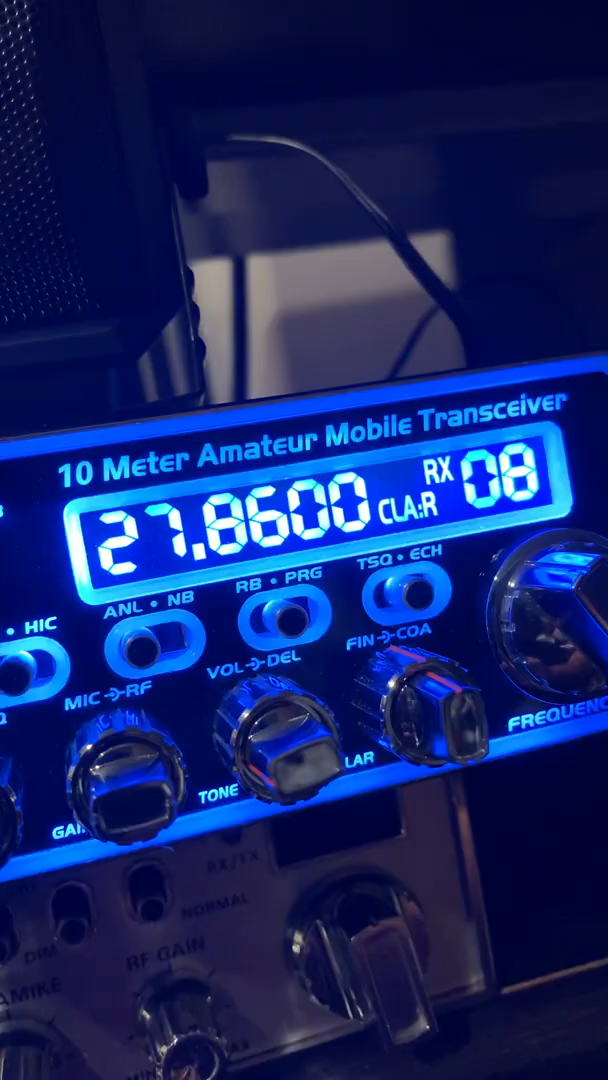 10 Meter Amateur Mobile Transceiver
27.8600 CLA:R RX 08
• HIC ANL • NB RB • PRG TSQ • ECH
MIC→RF VOL→DEL FIN→COA
TONE LAR FREQUENC
RX/TX
NORMAL
DIM
RF GAIN
AMIKE